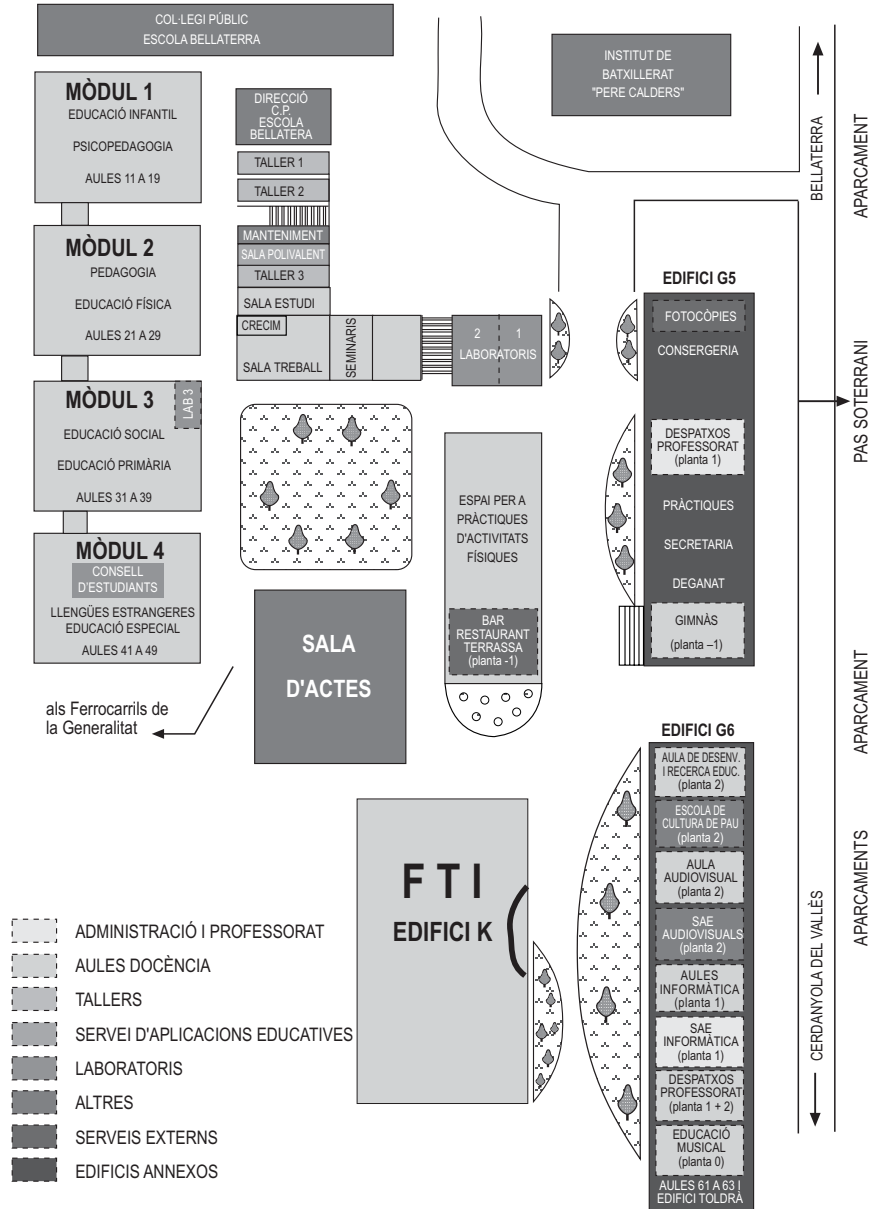 COL·LEGI PÚBLIC
ESCOLA BELLATERRA
INSTITUT DE
BATXILLERAT
"PERE CALDERS"
MÒDUL 1
EDUCACIÓ INFANTIL
PSICOPEDAGOGIA
AULES 11 A 19
DIRECCIÓ
C.P.
ESCOLA
BELLATERA
TALLER 1
TALLER 2
MANTENIMENT
SALA POLIVALENT
TALLER 3
SALA ESTUDI
CRECIM
SALA TREBALL
SEMINARIS
2 1
LABORATORIS
MÒDUL 2
PEDAGOGIA
EDUCACIÓ FÍSICA
AULES 21 A 29
MÒDUL 3
LAB 3
EDUCACIÓ SOCIAL
EDUCACIÓ PRIMÀRIA
AULES 31 A 39
MÒDUL 4
CONSELL
D'ESTUDIANTS
LLENGÜES ESTRANGERES
EDUCACIÓ ESPECIAL
AULES 41 A 49
als Ferrocarrils de
la Generalitat
SALA
D'ACTES
ESPAI PER A
PRÀCTIQUES
D'ACTIVITATS
FÍSIQUES
BAR
RESTAURANT
TERRASSA
(planta -1)
EDIFICI G5
FOTOCÒPIES
CONSERGERIA
DESPATXOS
PROFESSORAT
(planta 1)
PRÀCTIQUES
SECRETARIA
DEGANAT
GIMNÀS
(planta –1)
BELLATERRA
APARCAMENT
PAS SOTERRANI
APARCAMENT
APARCAMENTS
CERDANYOLA DEL VALLÈS
EDIFICI G6
AULA DE DESENV.
I RECERCA EDUC.
(planta 2)
ESCOLA DE
CULTURA DE PAU
(planta 2)
AULA
AUDIOVISUAL
(planta 2)
SAE
AUDIOVISUALS
(planta 2)
AULES
INFORMÀTICA
(planta 1)
SAE
INFORMÀTICA
(planta 1)
DESPATXOS
PROFESSORAT
(planta 1 + 2)
EDUCACIÓ
MUSICAL
(planta 0)
AULES 61 A 63 I
EDIFICI TOLDRÀ
F T I
EDIFICI K
ADMINISTRACIÓ I PROFESSORAT
AULES DOCÈNCIA
TALLERS
SERVEI D'APLICACIONS EDUCATIVES
LABORATORIS
ALTRES
SERVEIS EXTERNS
EDIFICIS ANNEXOS